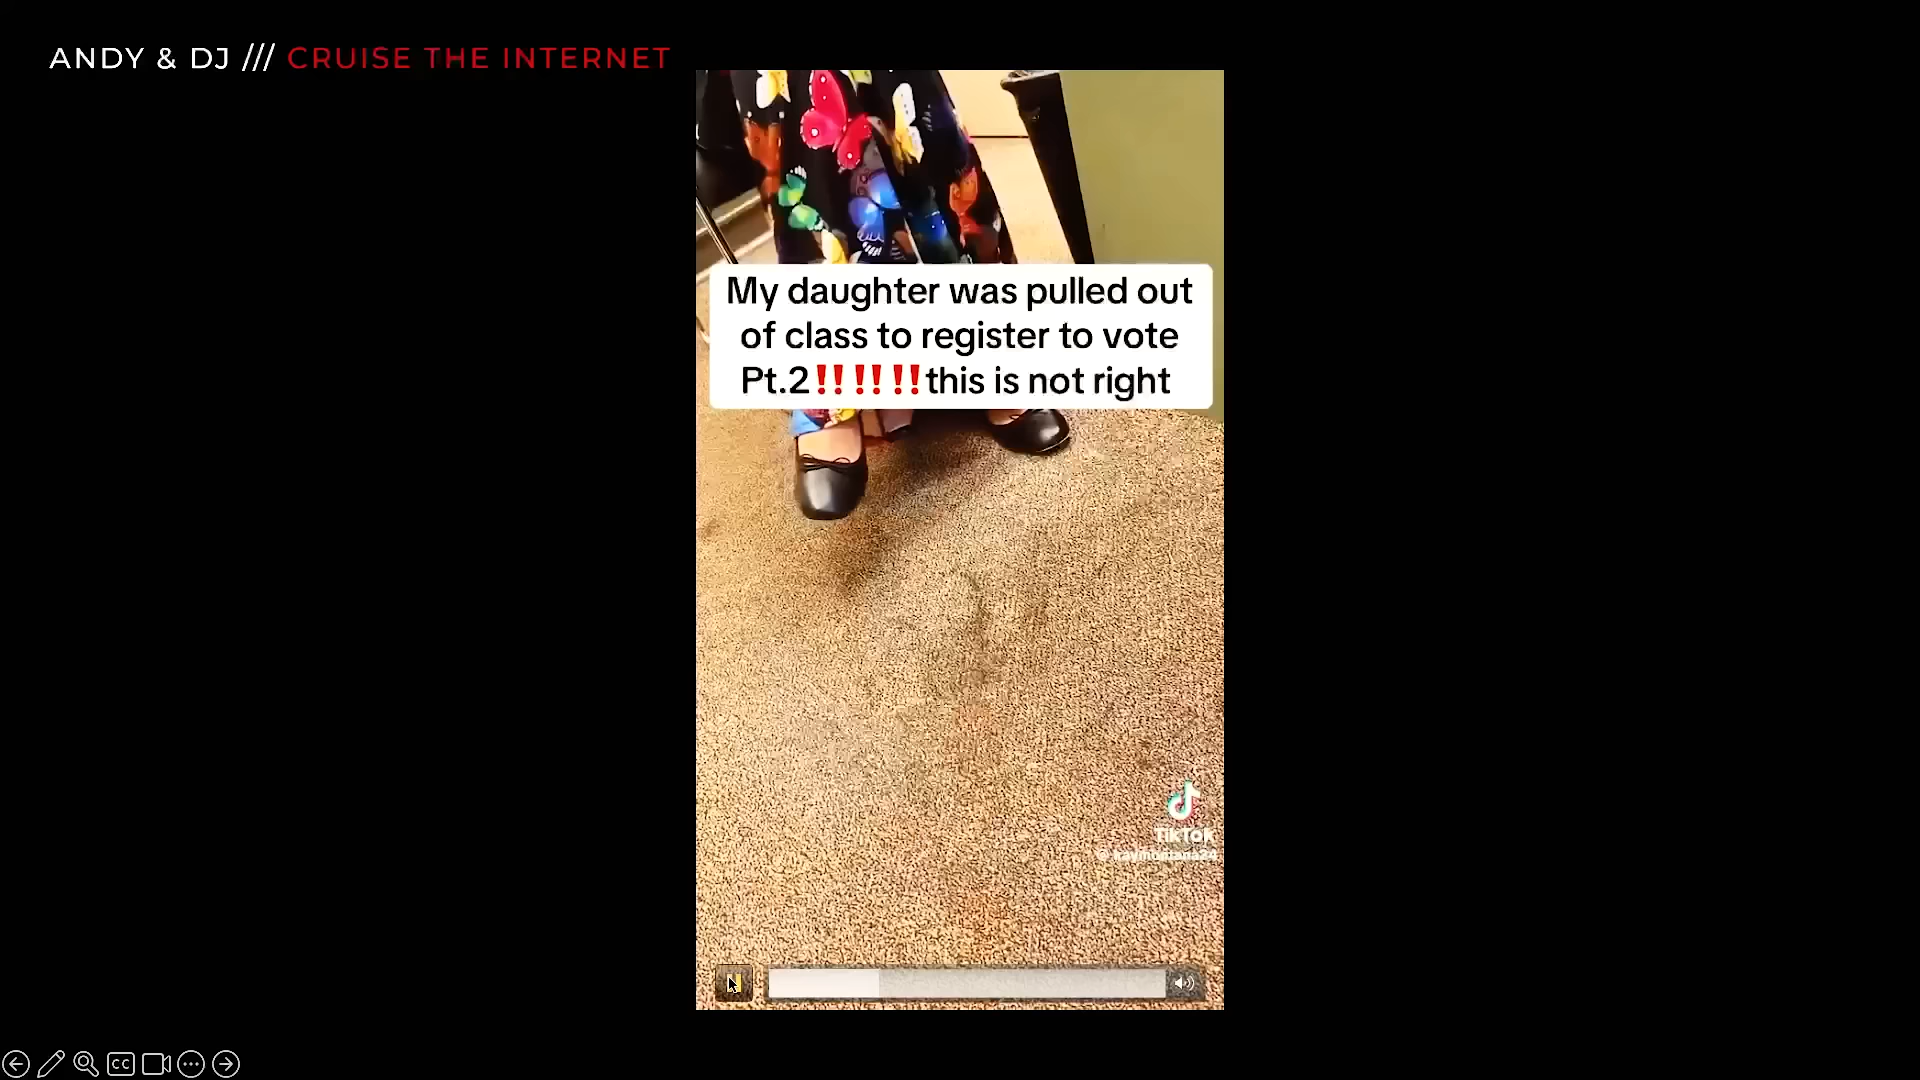 ANDY & DJ /// CRUISE THE INTERNET
My daughter was pulled out
of class to register to vote
Pt.2‼️‼️‼️this is not right
TikTok
CC